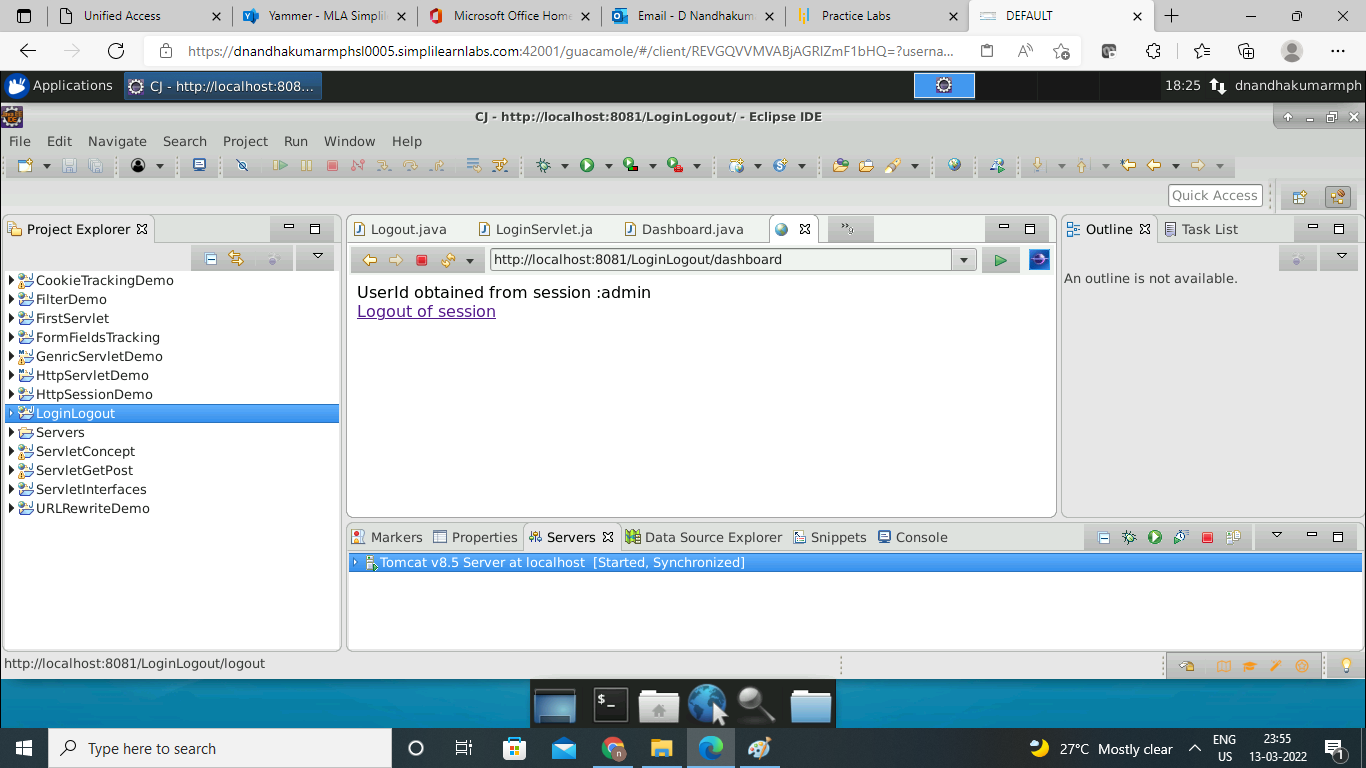 Unified Access
Yammer - MLA Simpli
Microsoft Office Home
Email - D Nandhakum
Practice Labs
DEFAULT
https://dnandhakumarmphsl0005.simplilearnlabs.com:42001/guacamole/#/client/REVGQVVMVABjAGRlZmF1bHQ=?userna...
Applications
CJ - http://localhost:808...
18:25
dnandhakumarmph
CJ - http://localhost:8081/LoginLogout/ - Eclipse IDE
File Edit Navigate Search Project Run Window Help
Quick Access
Project Explorer
Logout.java
LoginServlet.ja
Dashboard.java
»9
Outline
Task List
http://localhost:8081/LoginLogout/dashboard
CookieTrackingDemo
FilterDemo
FirstServlet
FormFieldsTracking
GenricServletDemo
HttpServletDemo
HttpSessionDemo
LoginLogout
Servers
ServletConcept
ServletGetPost
ServletInterfaces
URLRewriteDemo
UserId obtained from session :admin
Logout of session
An outline is not available.
Markers
Properties
Servers
Data Source Explorer
Snippets
Console
Tomcat v8.5 Server at localhost [Started, Synchronized]
http://localhost:8081/LoginLogout/logout
$_
Type here to search
27°C Mostly clear
ENG
US
23:55
13-03-2022
1